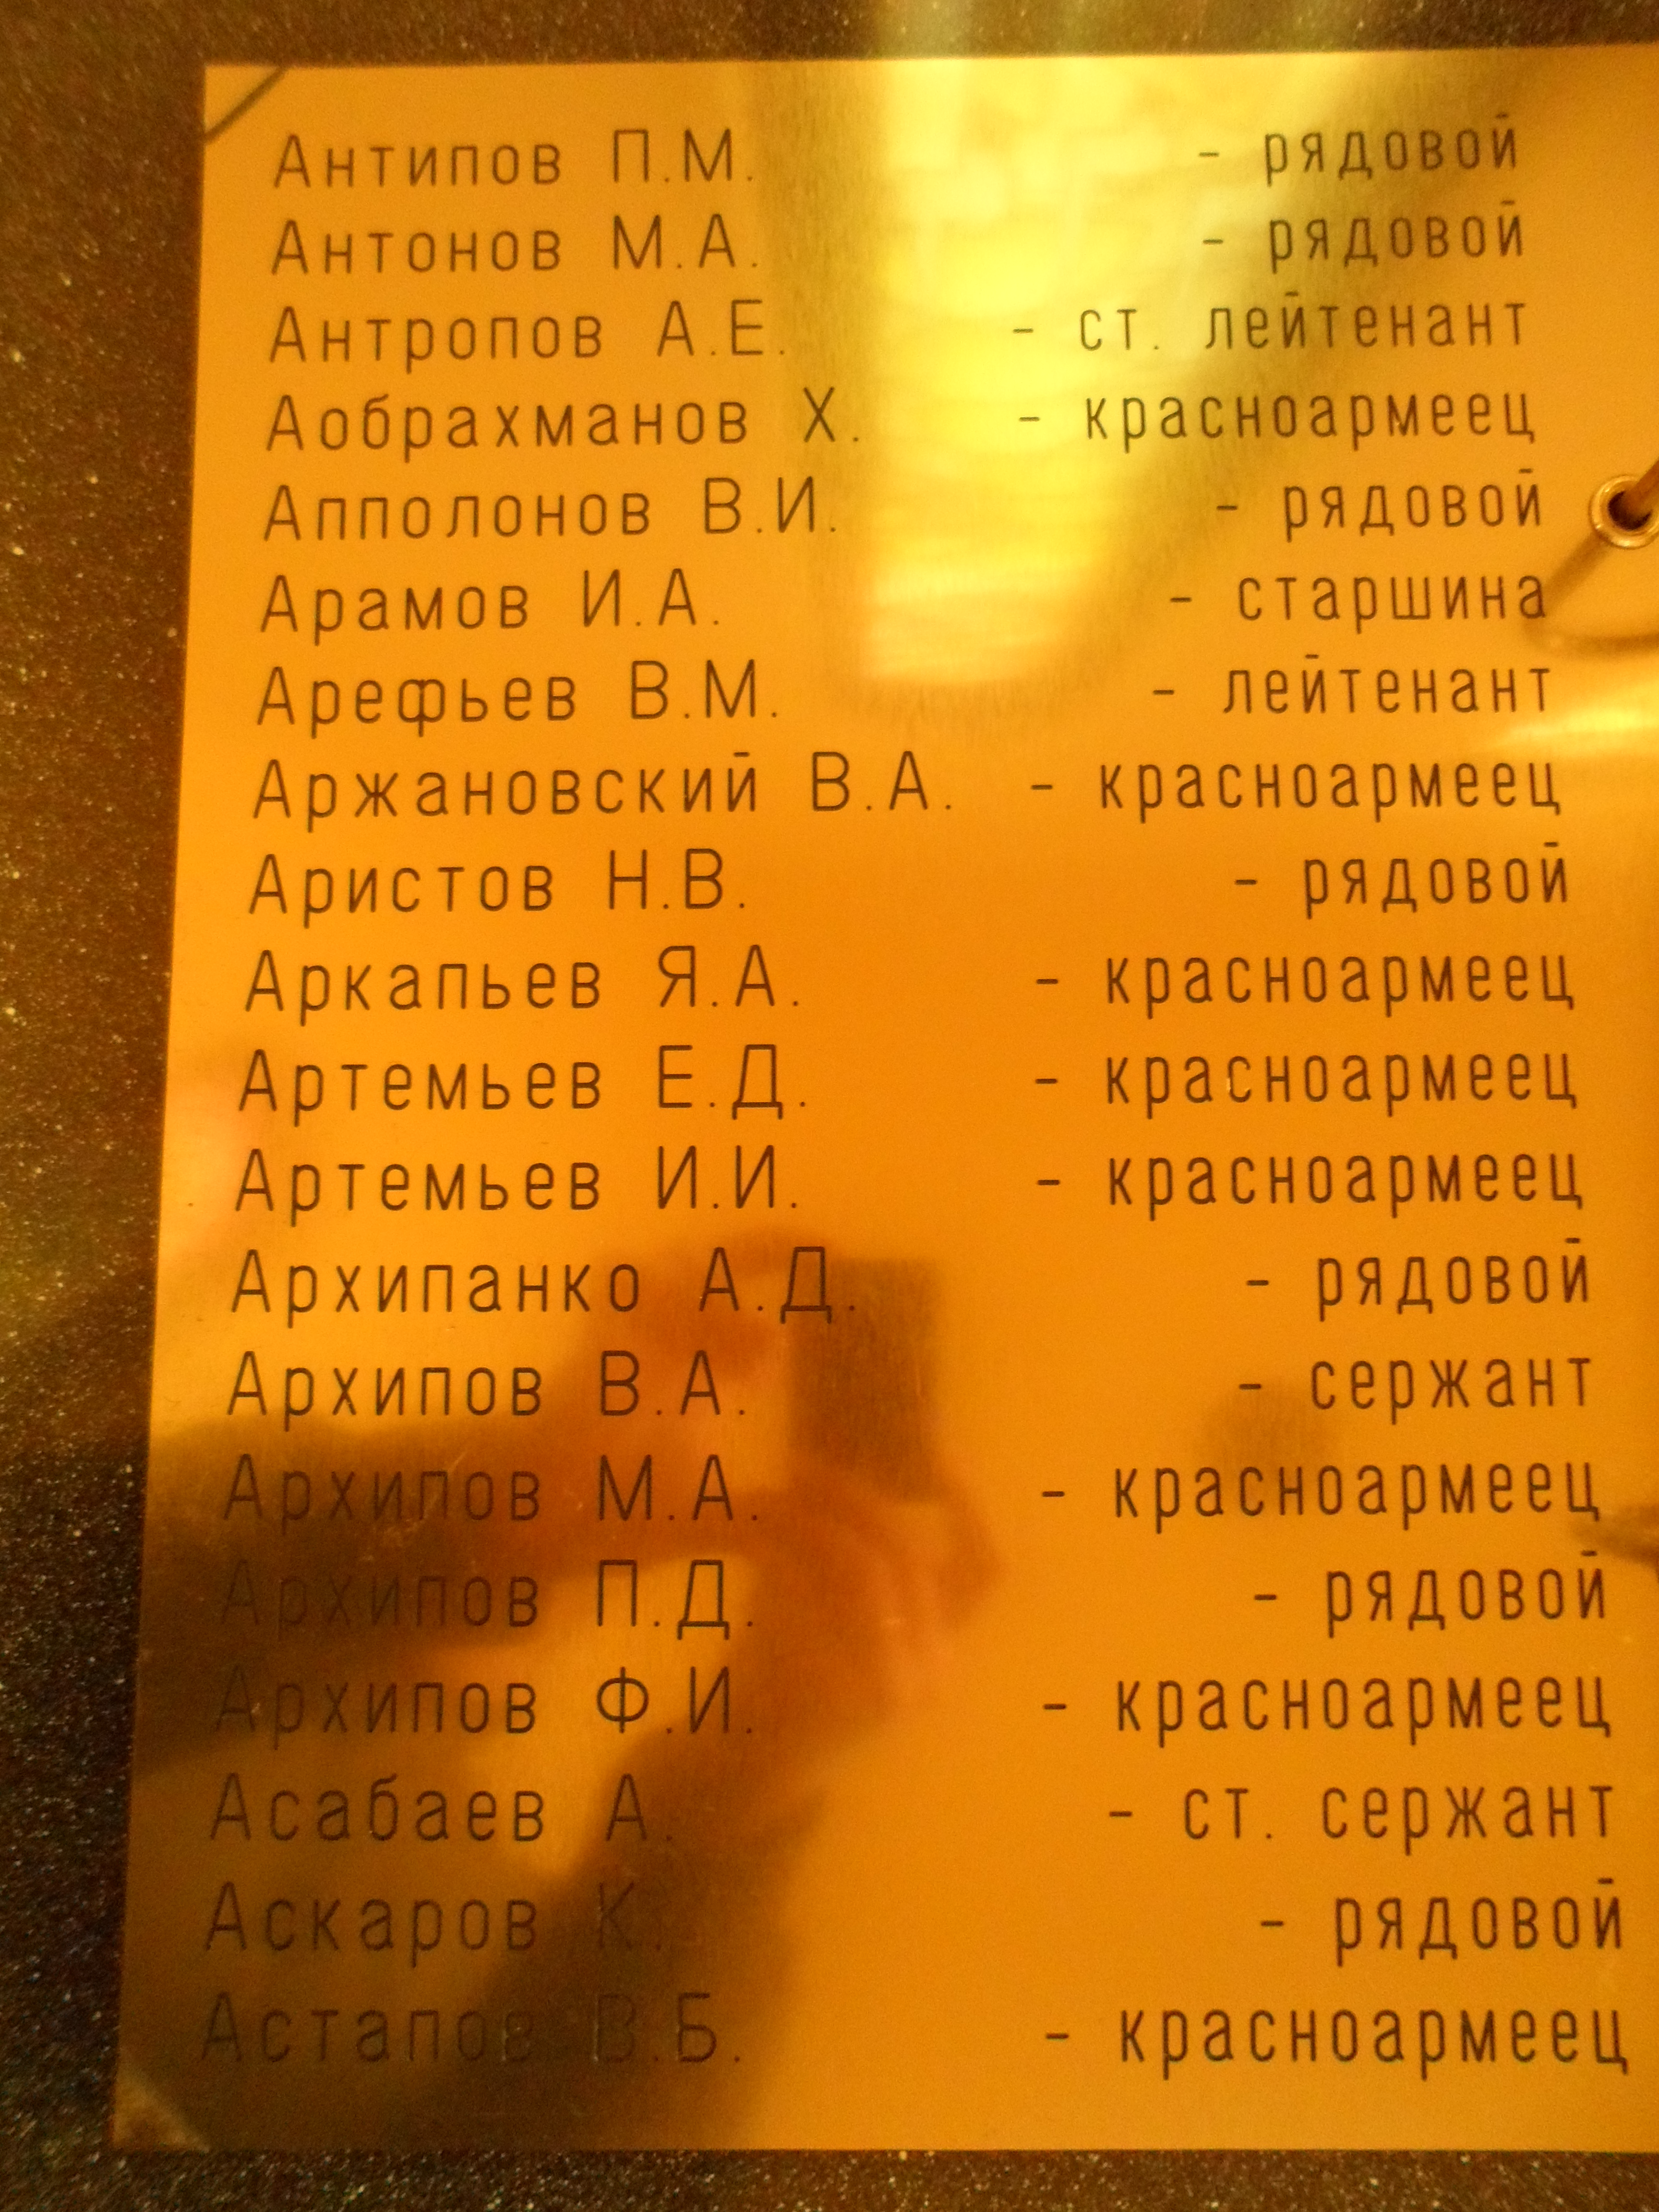 Антипов П.М. - рядовой
Антонов М.А. - рядовой
Антропов А.Е. - ст. лейтенант
Аобрахманов Х. - красноармеец
Апполонов В.И. - рядовой
Арамов И.А. - старшина
Арефьев В.М. - лейтенант
Аржановский В.А. - красноармеец
Аристов Н.В. - рядовой
Аркапьев Я.А. - красноармеец
Артемьев Е.Д. - красноармеец
Артемьев И.И. - красноармеец
Архипанко А.Д. - рядовой
Архипов В.А. - сержант
Архипов М.А. - красноармеец
Архипов П.Д. - рядовой
Архипов Ф.И. - красноармеец
Асабаев А. - ст. сержант
Аскаров К. - рядовой
Астапов В.Б. - красноармеец